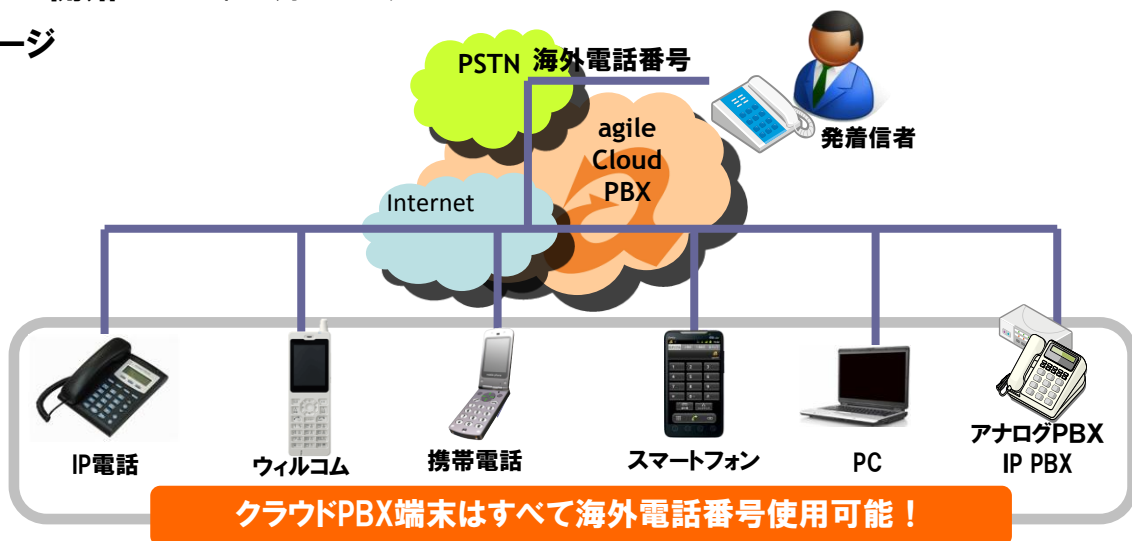 ージ
PSTN 海外電話番号
agile
Cloud
PBX
発着信者
Internet
IP電話
ウィルコム
携帯電話
スマートフォン
PC
アナログPBX
IP PBX
クラウドPBX端末はすべて海外電話番号使用可能！